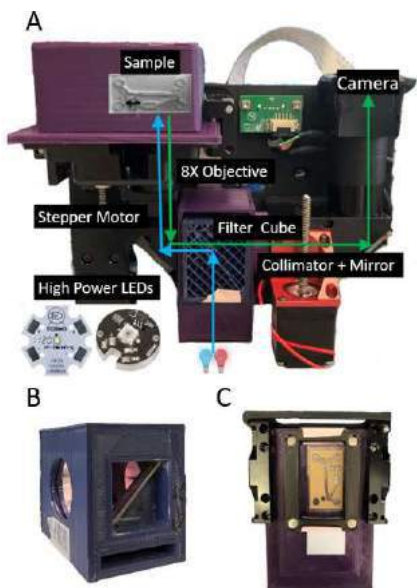 A
Sample
Camera
8X Objective
Stepper Motor
Filter Cube
Collimator + Mirror
High Power LEDs
B
C